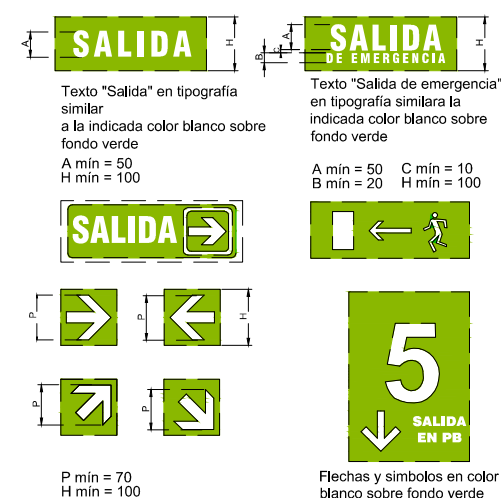 SALIDA
A
H
Texto "Salida" en tipografía
similar
a la indicada color blanco sobre
fondo verde
A mín = 50
H mín = 100
SALIDA
DE EMERGENCIA
A
C
B
H
Texto "Salida de emergencia"
en tipografía similara la
indicada color blanco sobre
fondo verde
A mín = 50 C mín = 10
B mín = 20 H mín = 100
SALIDA
P
P
H
P
P
P mín = 70
H mín = 100
5
SALIDA
EN PB
Flechas y simbolos en color
blanco sobre fondo verde